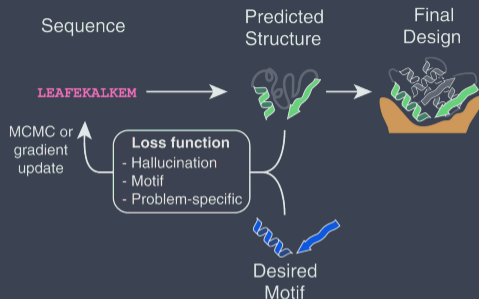 Sequence
Predicted
Structure
Final
Design
LEAFEKALKEM
MCMC or
gradient
update
Loss function
- Hallucination
- Motif
- Problem-specific
Desired
Motif